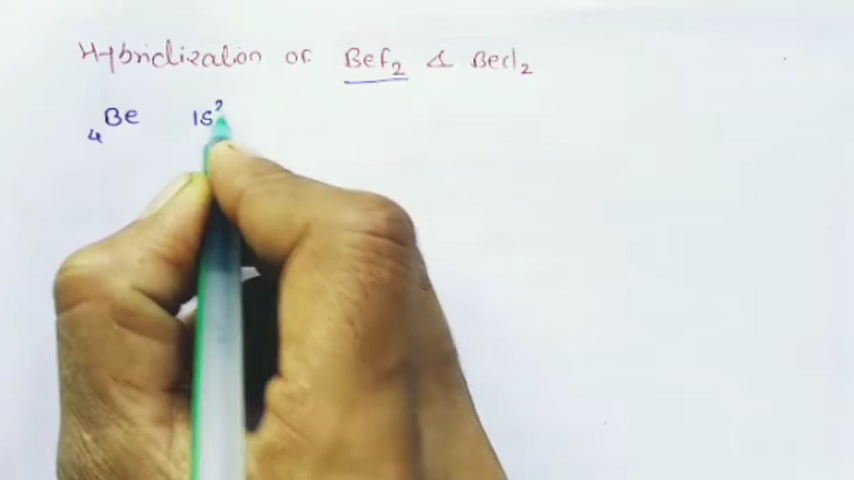 Hybridization of BeF₂ & BeCl₂
₄Be 1s²